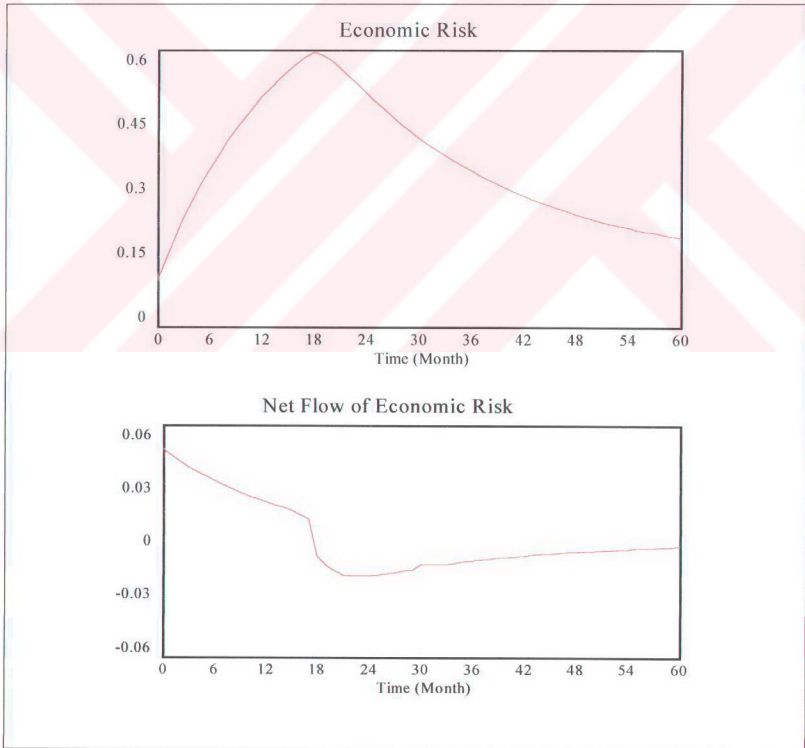 Economic Risk
0.6
0.45
0.3
0.15
0
0 6 12 18 24 30 36 42 48 54 60
Time (Month)
Net Flow of Economic Risk
0.06
0.03
0
-0.03
-0.06
0 6 12 18 24 30 36 42 48 54 60
Time (Month)